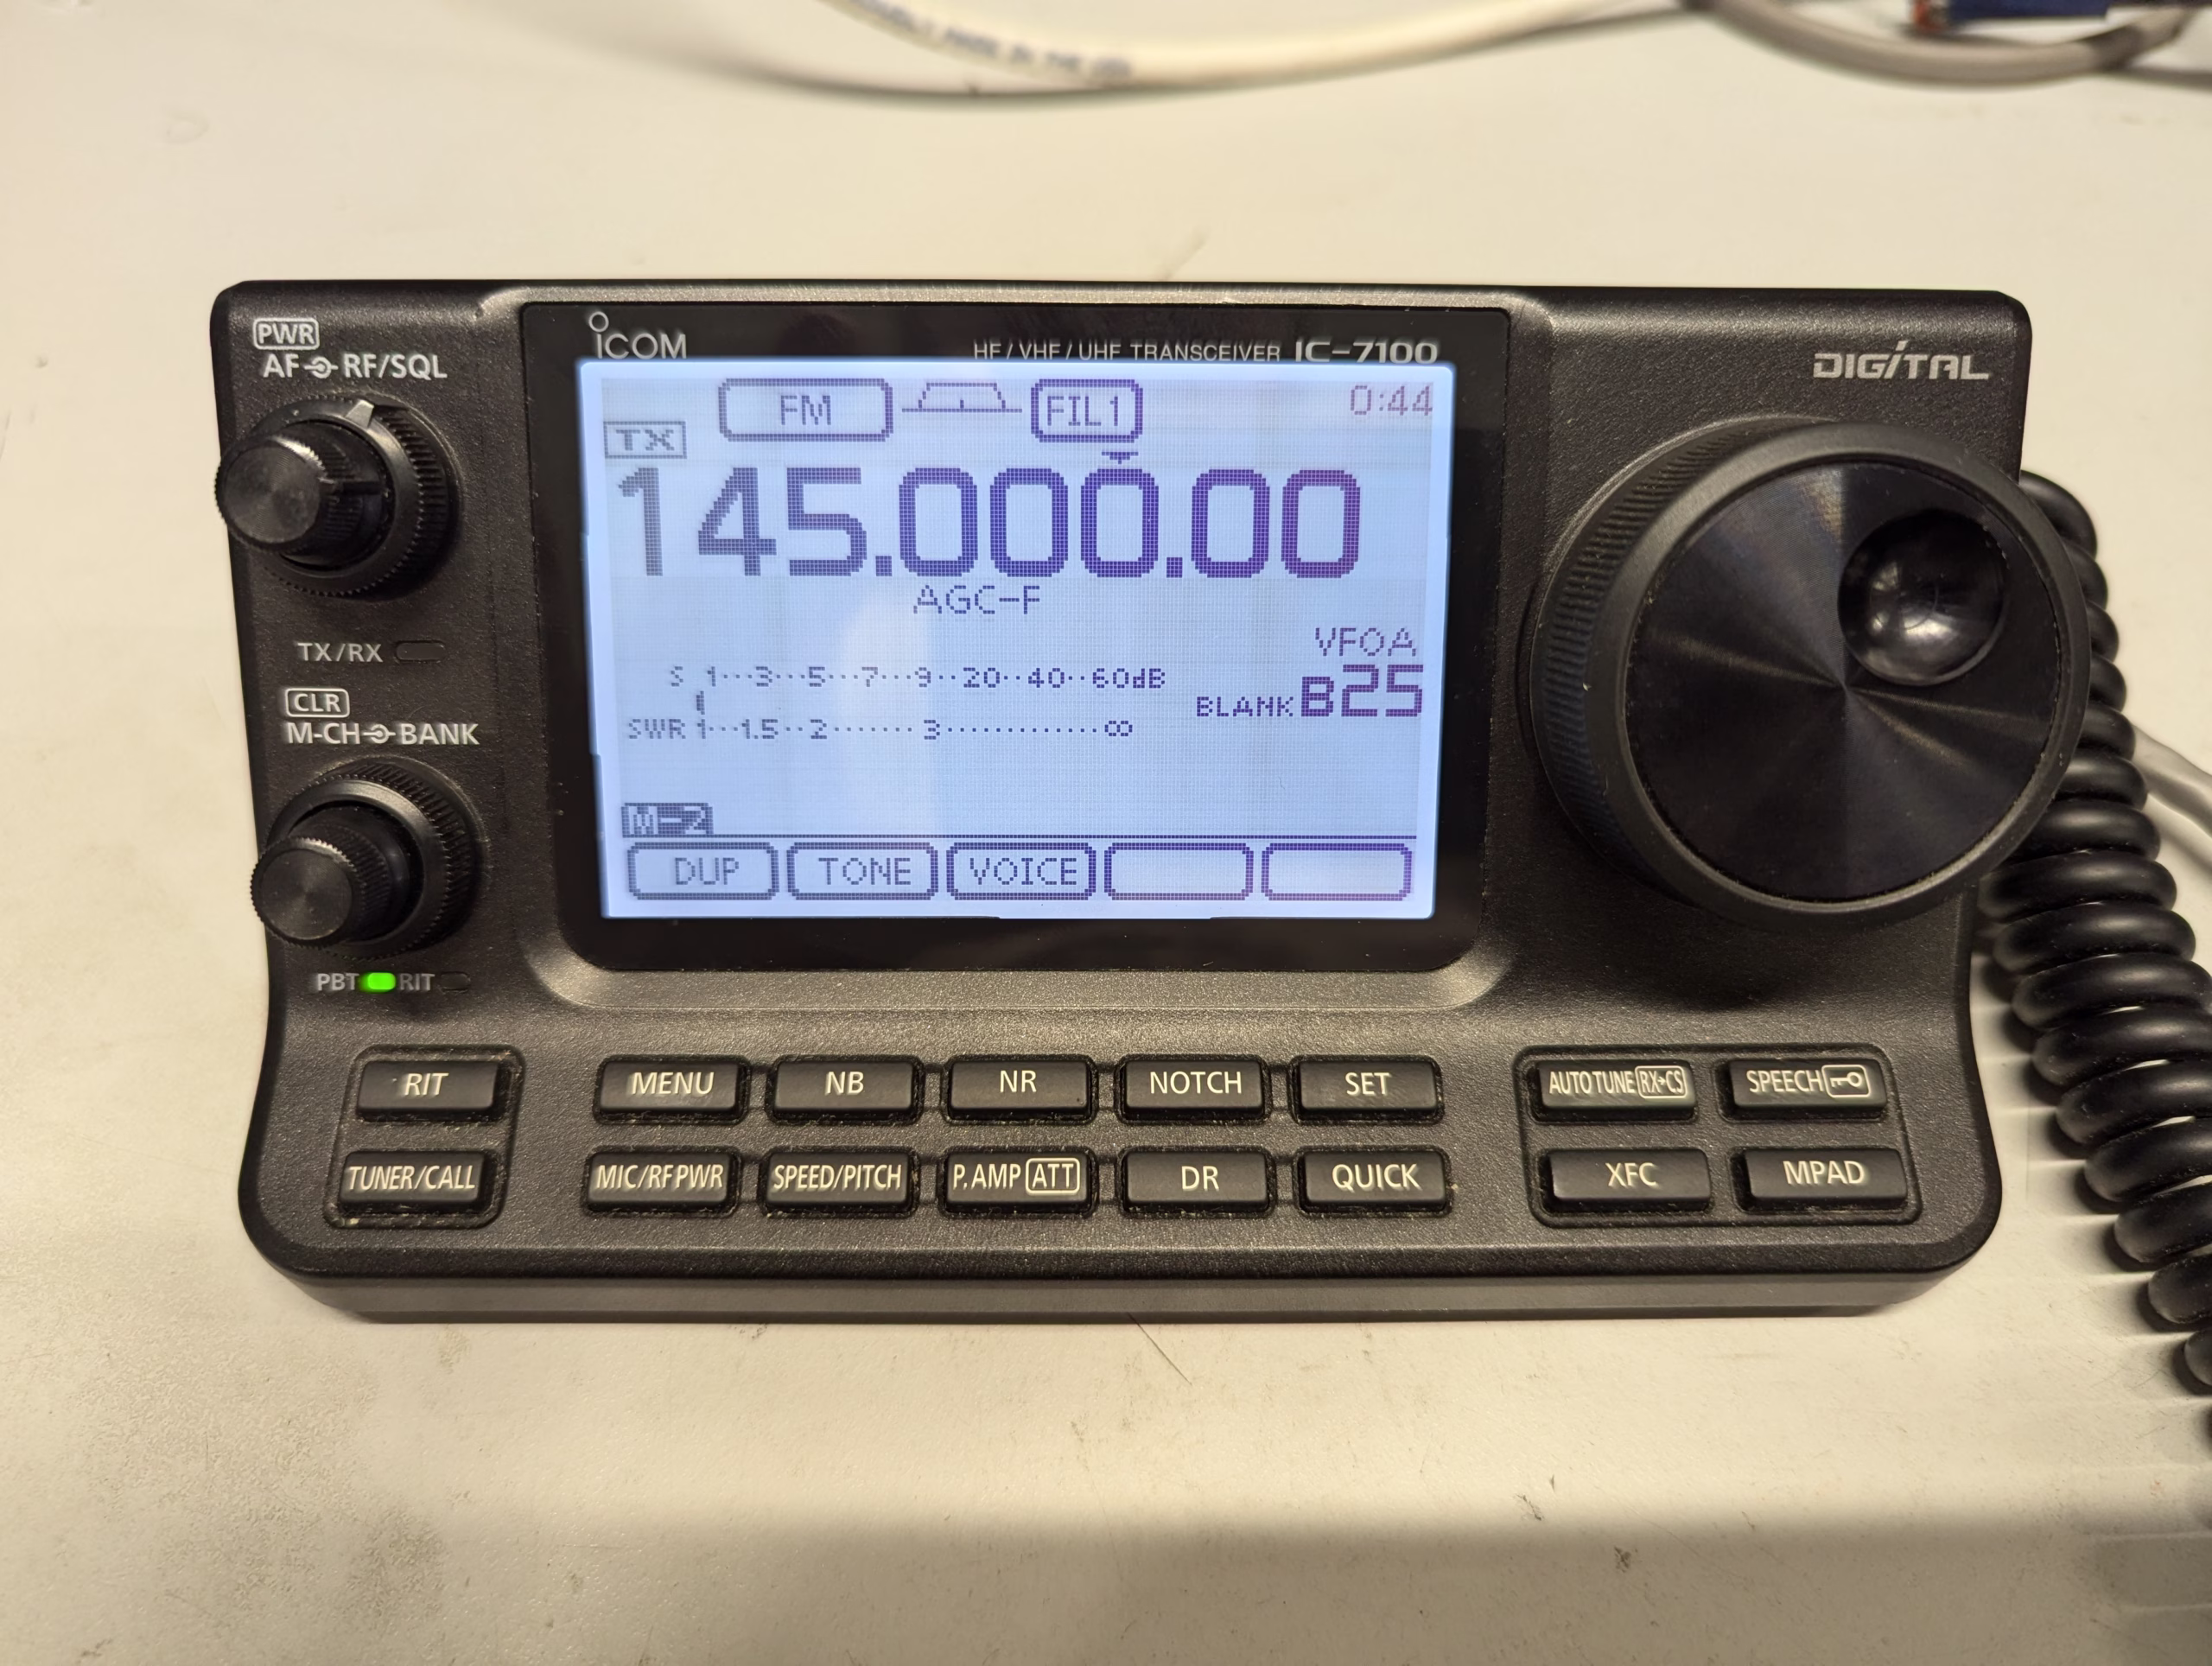 PWR
AF RF/SQL
TX/RX
CLR
M-CH BANK
PBT RIT
ICOM
HF/VHF/UHF TRANSCEIVER IC-7100
DIGITAL
FM FIL1 0:44
TX
145.000.00
AGC-F
VFOA
S 1···3···5···7···9··20··40··60dB
BLANK B25
SWR 1···1.5··2·······3·············∞
M-2
DUP TONE VOICE
RIT MENU NB NR NOTCH SET AUTOTUNE RX→CS SPEECH
TUNER/CALL MIC/RF PWR SPEED/PITCH P.AMP ATT DR QUICK XFC MPAD